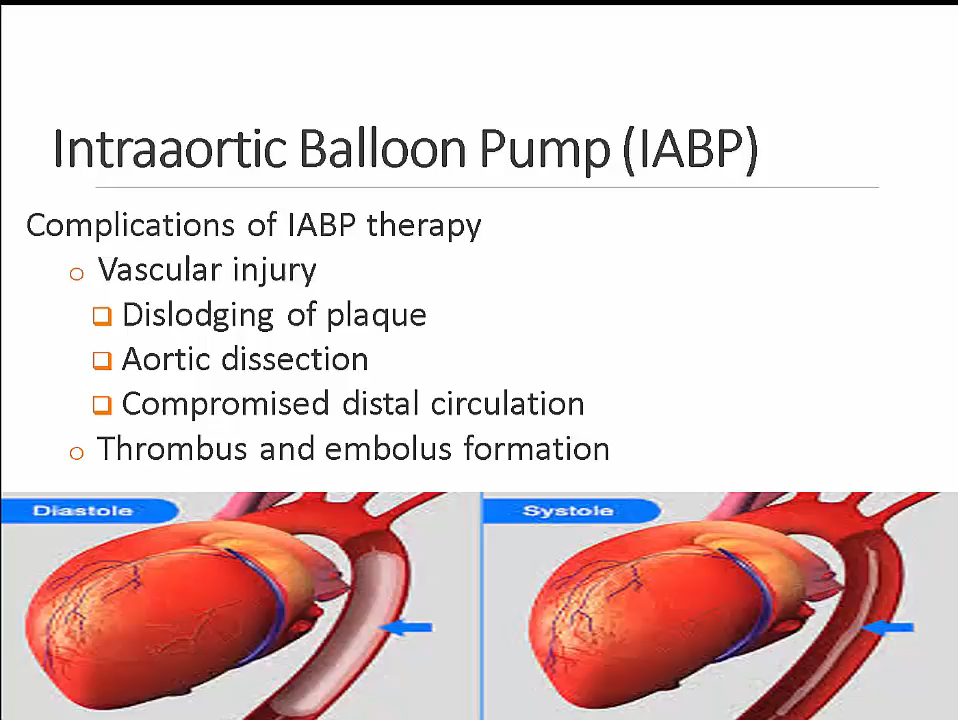 Intraaortic Balloon Pump (IABP)
Complications of IABP therapy
o Vascular injury
❑ Dislodging of plaque
❑ Aortic dissection
❑ Compromised distal circulation
o Thrombus and embolus formation
Diastole
Systole